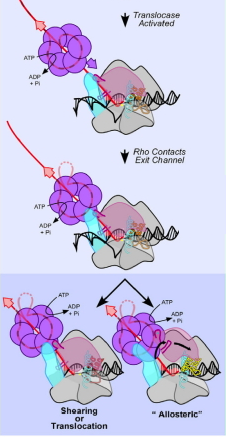 Translocase
Activated
ATP
ADP
+ Pi
Rho Contacts
Exit Channel
ATP
ADP
+ Pi
ATP
ADP
+ Pi
ATP
ADP
+ Pi
Shearing
or
Translocation
“ Allosteric”